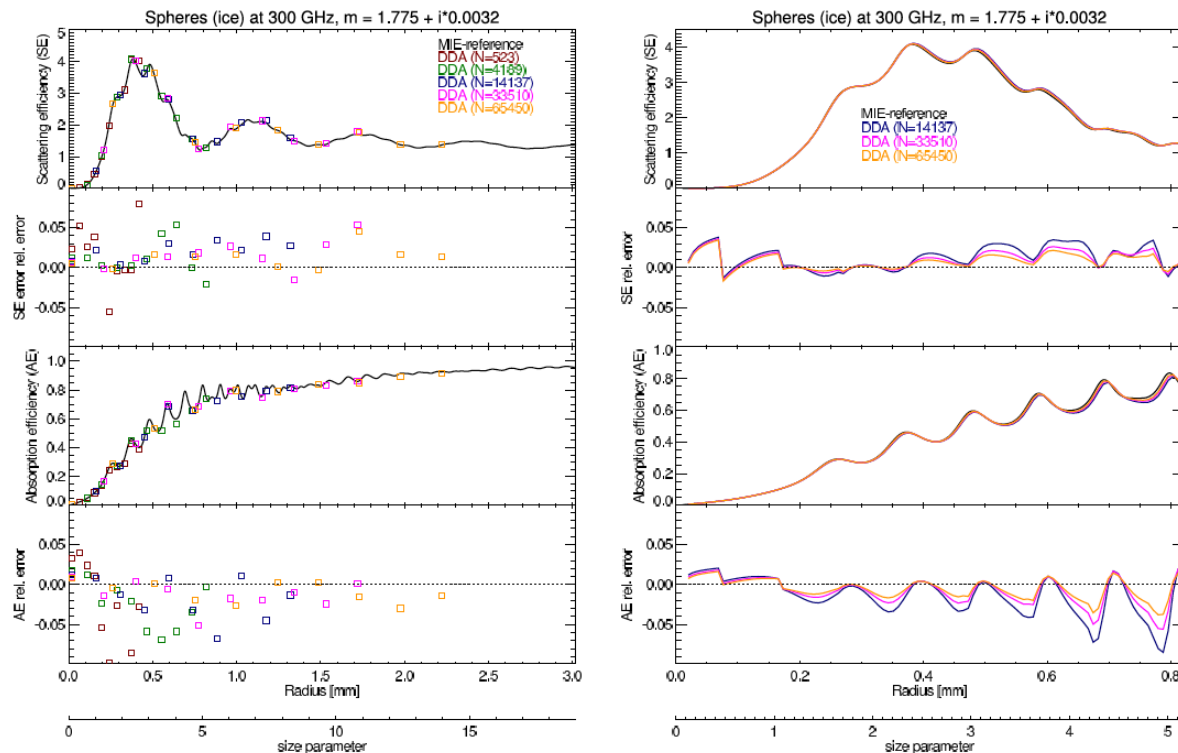 Spheres (ice) at 300 GHz, m = 1.775 + i*0.0032
Scattering efficiency (SE)
5
4
3
2
1
0
MIE-reference
DDA (N=523)
DDA (N=4189)
DDA (N=14137)
DDA (N=33510)
DDA (N=65450)
SE error rel. error
0.05
0.00
-0.05
Absorption efficiency (AE)
1.0
0.8
0.6
0.4
0.2
0.0
AE rel. error
0.05
0.00
-0.05
0.0 0.5 1.0 1.5 2.0 2.5 3.0
Radius [mm]
0 5 10
size parameter
Spheres (ice) at 300 GHz, m = 1.775 + i*0.0032
Scattering efficiency (SE)
4
3
2
1
0
MIE-reference
DDA (N=14137)
DDA (N=33510)
DDA (N=65450)
SE rel. error
0.05
0.00
-0.05
Absorption efficiency (AE)
1.0
0.8
0.6
0.4
0.2
0.0
AE rel. error
0.05
0.00
-0.05
0.0 0.2 0.4 0.6 0.8
Radius [mm]
0 1 2 3 4 5
size parameter